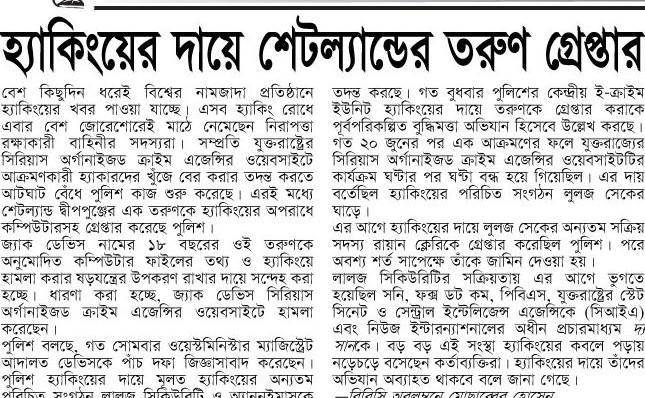 হ্যাকিংয়ের দায়ে শেটল্যান্ডের তরুণ গ্রেপ্তার
বেশ কিছুদিন ধরেই বিশ্বের নামজাদা প্রতিষ্ঠানে
হ্যাকিংয়ের খবর পাওয়া যাচ্ছে। এসব হ্যাকিং রোধে
এবার বেশ জোরেশোরেই মাঠে নেমেছেন নিরাপত্তা
রক্ষাকারী বাহিনীর সদস্যরা। সম্প্রতি যুক্তরাষ্ট্রের
সিরিয়াস অর্গানাইজড ক্রাইম এজেন্সির ওয়েবসাইটে
আক্রমণকারী হ্যাকারদের খুঁজে বের করার তদন্ত করতে
আটঘাট বেঁধে পুলিশ কাজ শুরু করেছে। এরই মধ্যে
শেটল্যান্ড দ্বীপপুঞ্জের এক তরুণকে হ্যাকিংয়ের অপরাধে
কম্পিউটারসহ গ্রেপ্তার করেছে পুলিশ।
জ্যাক ডেভিস নামের ১৮ বছরের ওই তরুণকে
অনুমোদিত কম্পিউটার ফাইলের তথ্য ও হ্যাকিংয়ে
হামলা করার ষড়যন্ত্রের উপকরণ রাখার দায়ে সন্দেহ করা
হচ্ছে। ধারণা করা হচ্ছে, জ্যাক ডেভিস সিরিয়াস
অর্গানাইজড ক্রাইম এজেন্সির ওয়েবসাইটে হামলা
করেছেন।
পুলিশ বলছে, গত সোমবার ওয়েস্টমিনিস্টার ম্যাজিস্ট্রেট
আদালত ডেভিসকে পাঁচ দফা জিজ্ঞাসাবাদ করেছেন।
পুলিশ হ্যাকিংয়ের দায়ে মূলত হ্যাকিংয়ের অন্যতম
পরিচিত সংগঠন লালজ সিকিউরিটি ও অ্যানোনিমাসকে
তদন্ত করছে। গত বুধবার পুলিশের কেন্দ্রীয় ই-ক্রাইম
ইউনিট হ্যাকিংয়ের দায়ে তরুণকে গ্রেপ্তার করাকে
পূর্বপরিকল্পিত বুদ্ধিমত্তা অভিযান হিসেবে উল্লেখ করছে।
গত ২০ জুনের পর এক আক্রমণের ফলে যুক্তরাজ্যের
সিরিয়াস অর্গানাইজড ক্রাইম এজেন্সির ওয়েবসাইটটির
কার্যক্রম ঘণ্টার পর ঘণ্টা বন্ধ হয়ে গিয়েছিল। এর দায়
বর্তেছিল হ্যাকিংয়ের পরিচিত সংগঠন লুলজ সেকের
ঘাড়ে।
এর আগে হ্যাকিংয়ের দায়ে লুলজ সেকের অন্যতম সক্রিয়
সদস্য রায়ান ক্লেরিকে গ্রেপ্তার করেছিল পুলিশ। পরে
অবশ্য শর্ত সাপেক্ষে তাঁকে জামিন দেওয়া হয়।
লালজ সিকিউরিটির সক্রিয়তায় এর আগে ভুগতে
হয়েছিল সনি, ফক্স ডট কম, পিবিএস, যুক্তরাষ্ট্রের স্টেট
সিনেট ও সেন্ট্রাল ইন্টেলিজেন্স এজেন্সিকে (সিআইএ)
এবং নিউজ ইন্টারন্যাশনালের অধীন প্রচারমাধ্যম দ্য
সানকে। বড় বড় এই সংস্থা হ্যাকিংয়ের কবলে পড়ায়
নড়েচড়ে বসেছেন কর্তাব্যক্তিরা। হ্যাকিংয়ের দায়ে তাঁদের
অভিযান অব্যাহত থাকবে বলে জানা গেছে।
—বিবিসি অবলম্বনে মোছাব্বের হোসেন